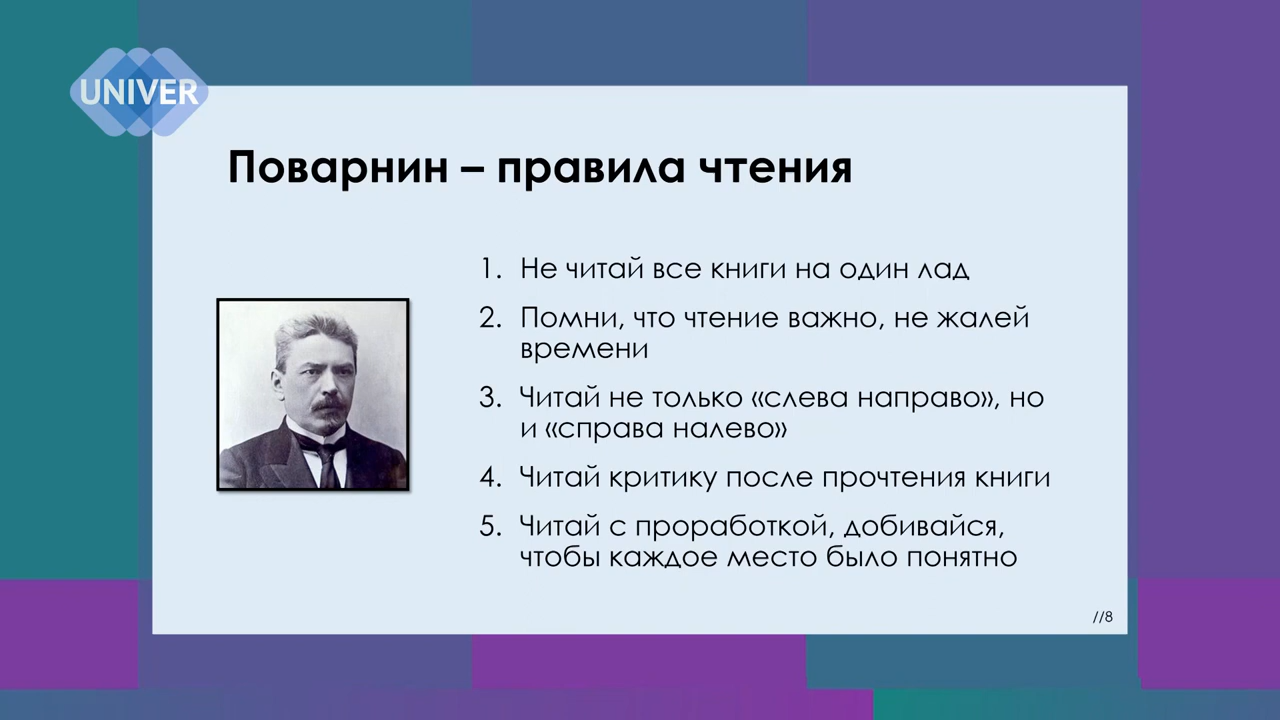 UNIVER
Поварнин – правила чтения
1. Не читай все книги на один лад
2. Помни, что чтение важно, не жалей
времени
3. Читай не только «слева направо», но
и «справа налево»
4. Читай критику после прочтения книги
5. Читай с проработкой, добивайся,
чтобы каждое место было понятно
//8